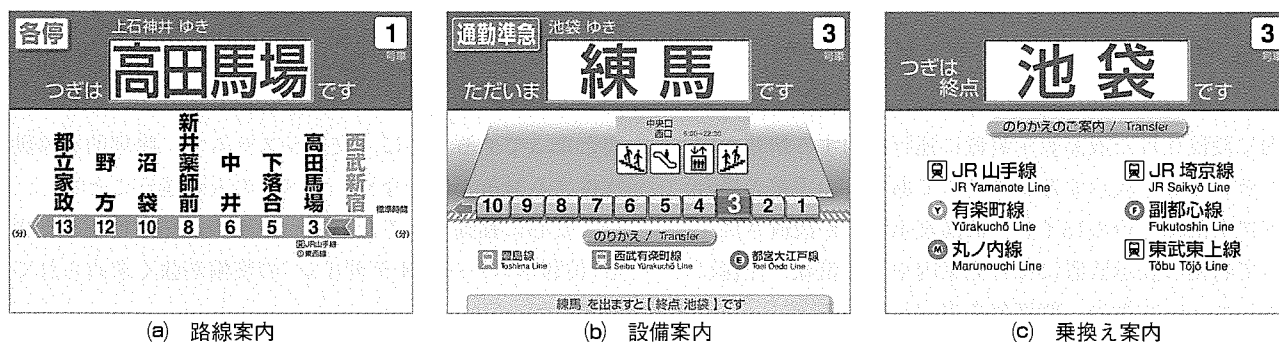 各停
上石神井 ゆき
1
号車
つぎは 高田馬場 です
都立家政
野方
沼袋
新井薬師前
中井
下落合
高田馬場
西武新宿
標準時間
(分) 13 12 10 8 6 5 3 (分)
JR山手線
東西線
(a) 路線案内
通勤準急
池袋 ゆき
3
号車
ただいま 練馬 です
中央口
西口 5:00~22:30
10 9 8 7 6 5 4 3 2 1
のりかえ / Transfer
豊島線
Toshima Line
西武有楽町線
Seibu Yūrakuchō Line
E 都営大江戸線
Toei Ōedo Line
練馬 を出ますと【 終点 池袋 】です
(b) 設備案内
3
号車
つぎは
終点 池袋 です
のりかえのご案内 / Transfer
JR 山手線
JR Yamanote Line
JR 埼京線
JR Saikyō Line
Y 有楽町線
Yūrakuchō Line
F 副都心線
Fukutoshin Line
M 丸ノ内線
Marunouchi Line
東武東上線
Tōbu Tōjō Line
(c) 乗換え案内